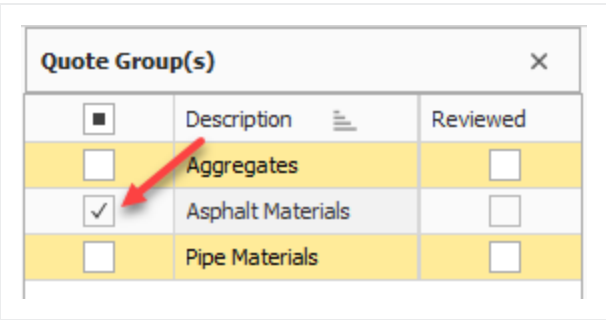 Quote Group(s)
Description Reviewed
Aggregates
Asphalt Materials
Pipe Materials